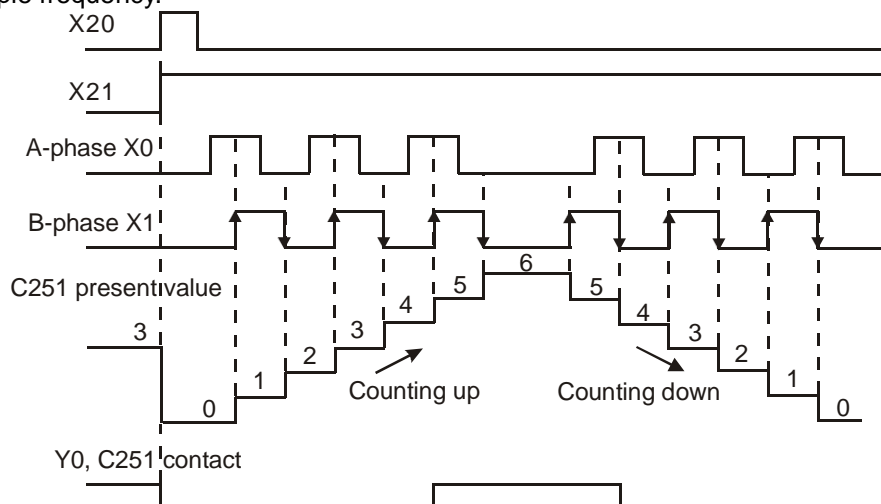 X20
X21
A-phase X0
B-phase X1
C251 present value
3
0
1
2
3
4
5
6
5
4
3
2
1
0
Counting up
Counting down
Y0, C251 contact